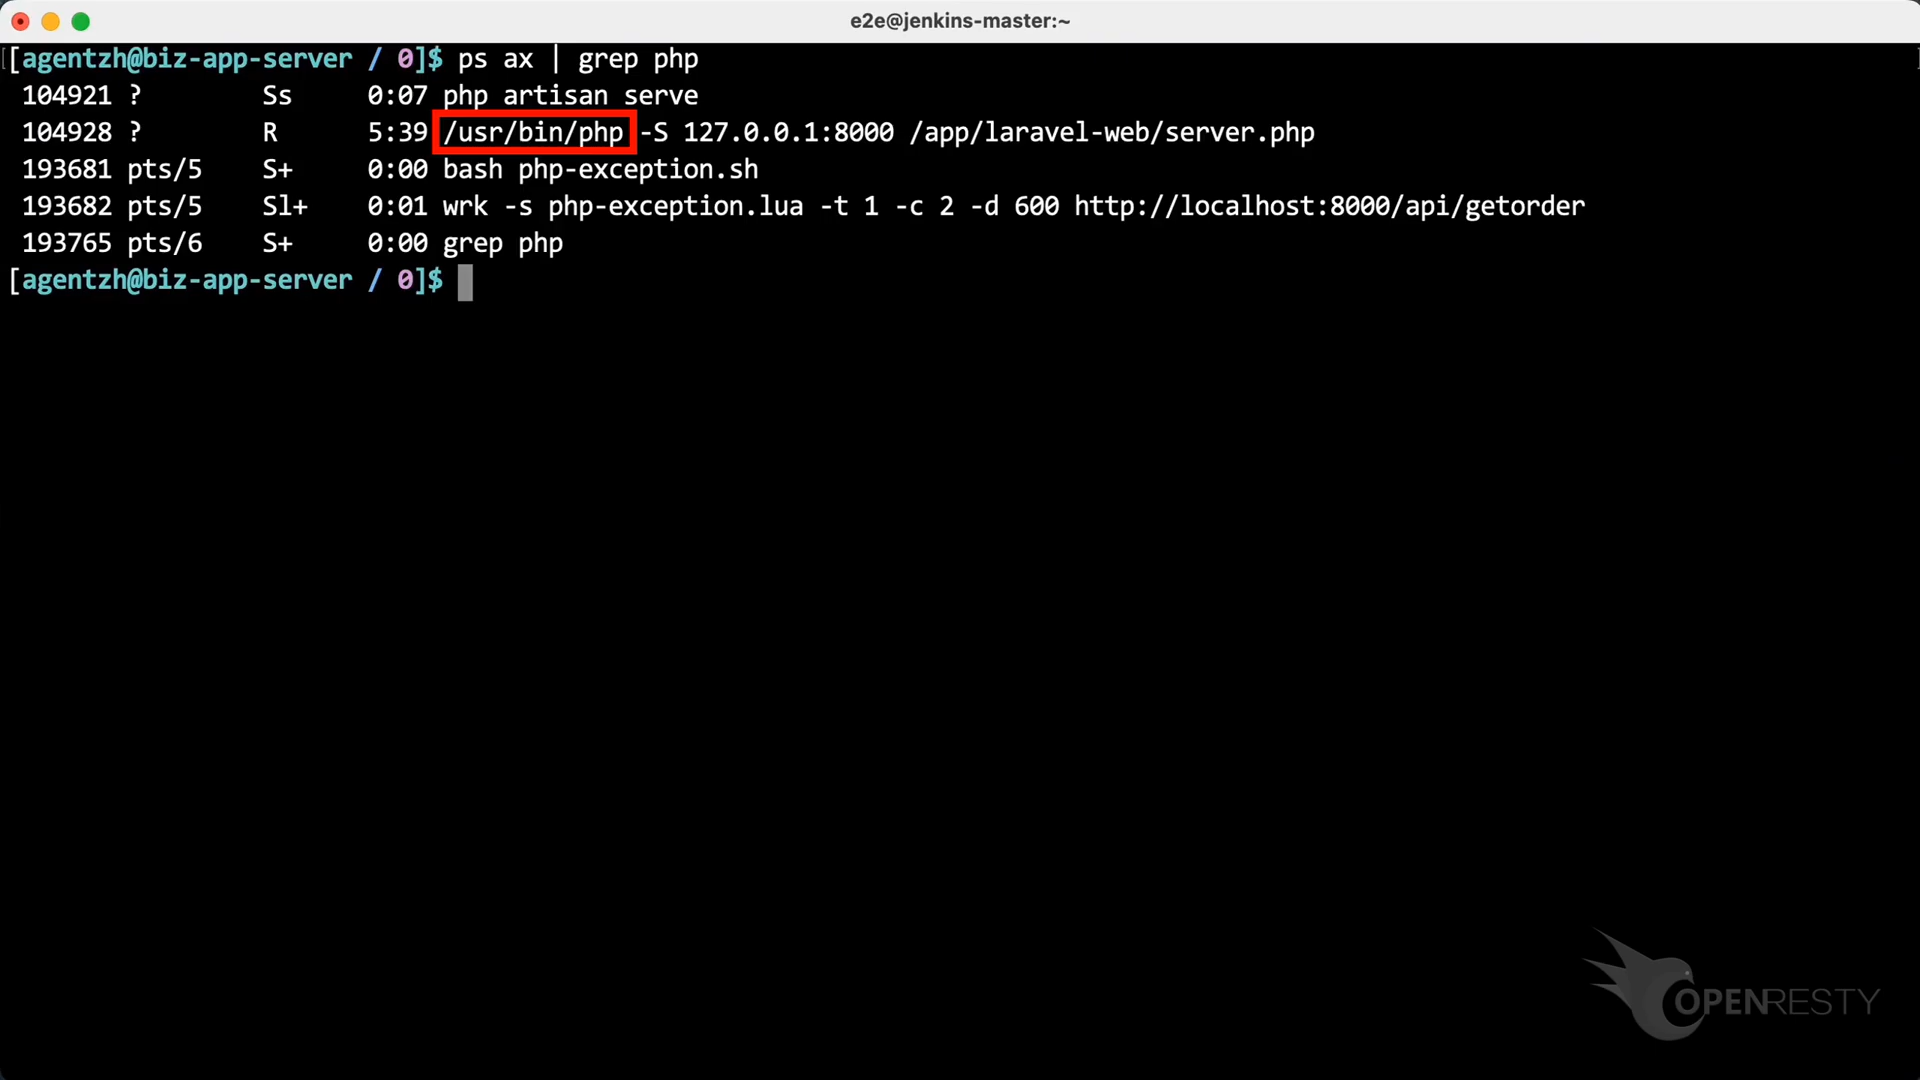 e2e@jenkins-master:~
[agentzh@biz-app-server / 0]$ ps ax | grep php
104921 ? Ss 0:07 php artisan serve
104928 ? R 5:39 /usr/bin/php -S 127.0.0.1:8000 /app/laravel-web/server.php
193681 pts/5 S+ 0:00 bash php-exception.sh
193682 pts/5 Sl+ 0:01 wrk -s php-exception.lua -t 1 -c 2 -d 600 http://localhost:8000/api/getorder
193765 pts/6 S+ 0:00 grep php
[agentzh@biz-app-server / 0]$
OPENRESTY